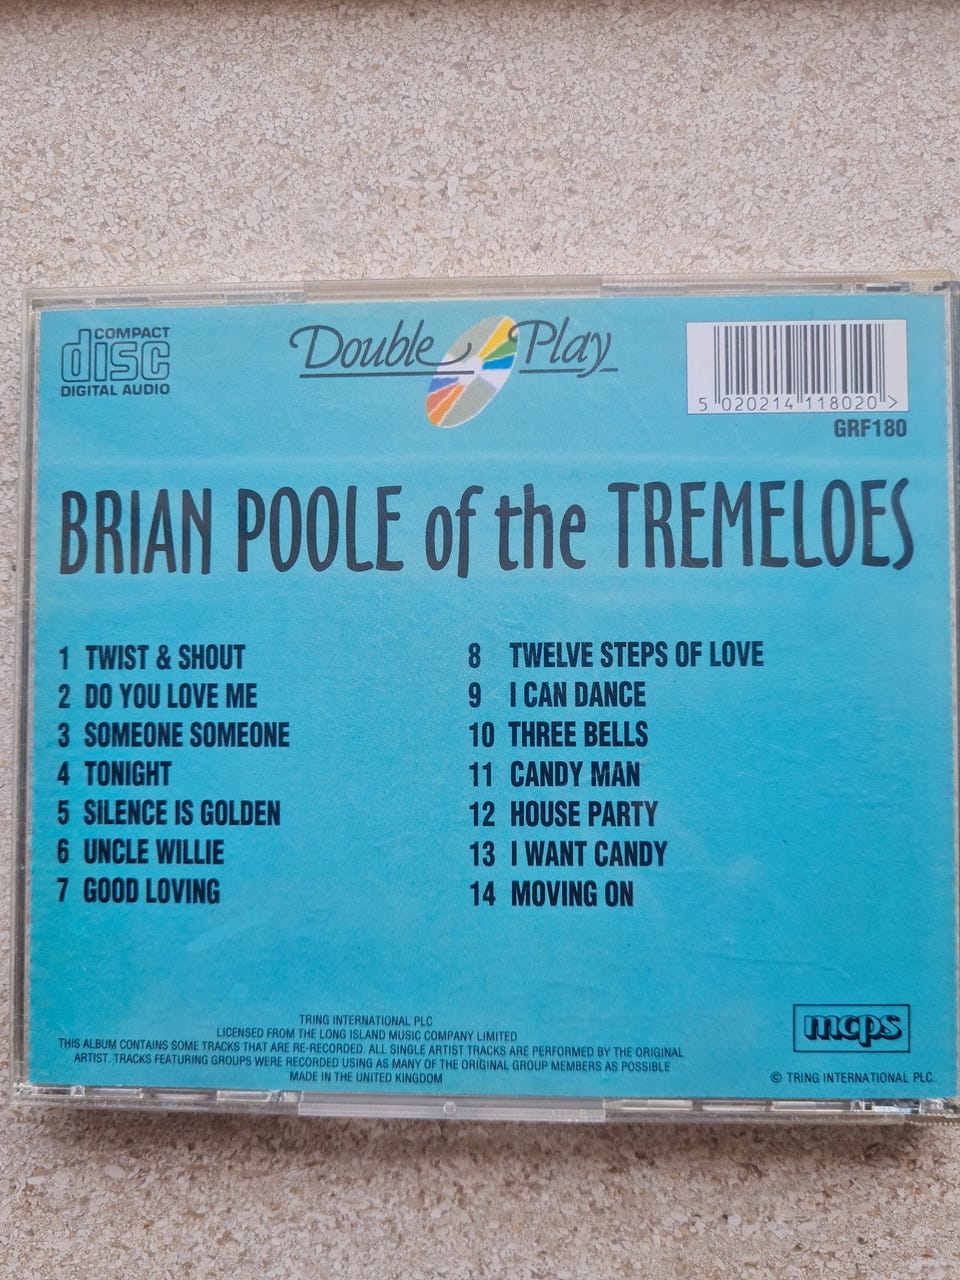 COMPACT
disc
DIGITAL AUDIO
Double Play
5 020214 118020 >
GRF180
BRIAN POOLE of the TREMELOES
1 TWIST & SHOUT
2 DO YOU LOVE ME
3 SOMEONE SOMEONE
4 TONIGHT
5 SILENCE IS GOLDEN
6 UNCLE WILLIE
7 GOOD LOVING
8 TWELVE STEPS OF LOVE
9 I CAN DANCE
10 THREE BELLS
11 CANDY MAN
12 HOUSE PARTY
13 I WANT CANDY
14 MOVING ON
TRING INTERNATIONAL PLC
LICENSED FROM THE LONG ISLAND MUSIC COMPANY LIMITED
THIS ALBUM CONTAINS SOME TRACKS THAT ARE RE-RECORDED. ALL SINGLE ARTIST TRACKS ARE PERFORMED BY THE ORIGINAL
ARTIST. TRACKS FEATURING GROUPS WERE RECORDED USING AS MANY OF THE ORIGINAL GROUP MEMBERS AS POSSIBLE
MADE IN THE UNITED KINGDOM
mcps
© TRING INTERNATIONAL PLC.